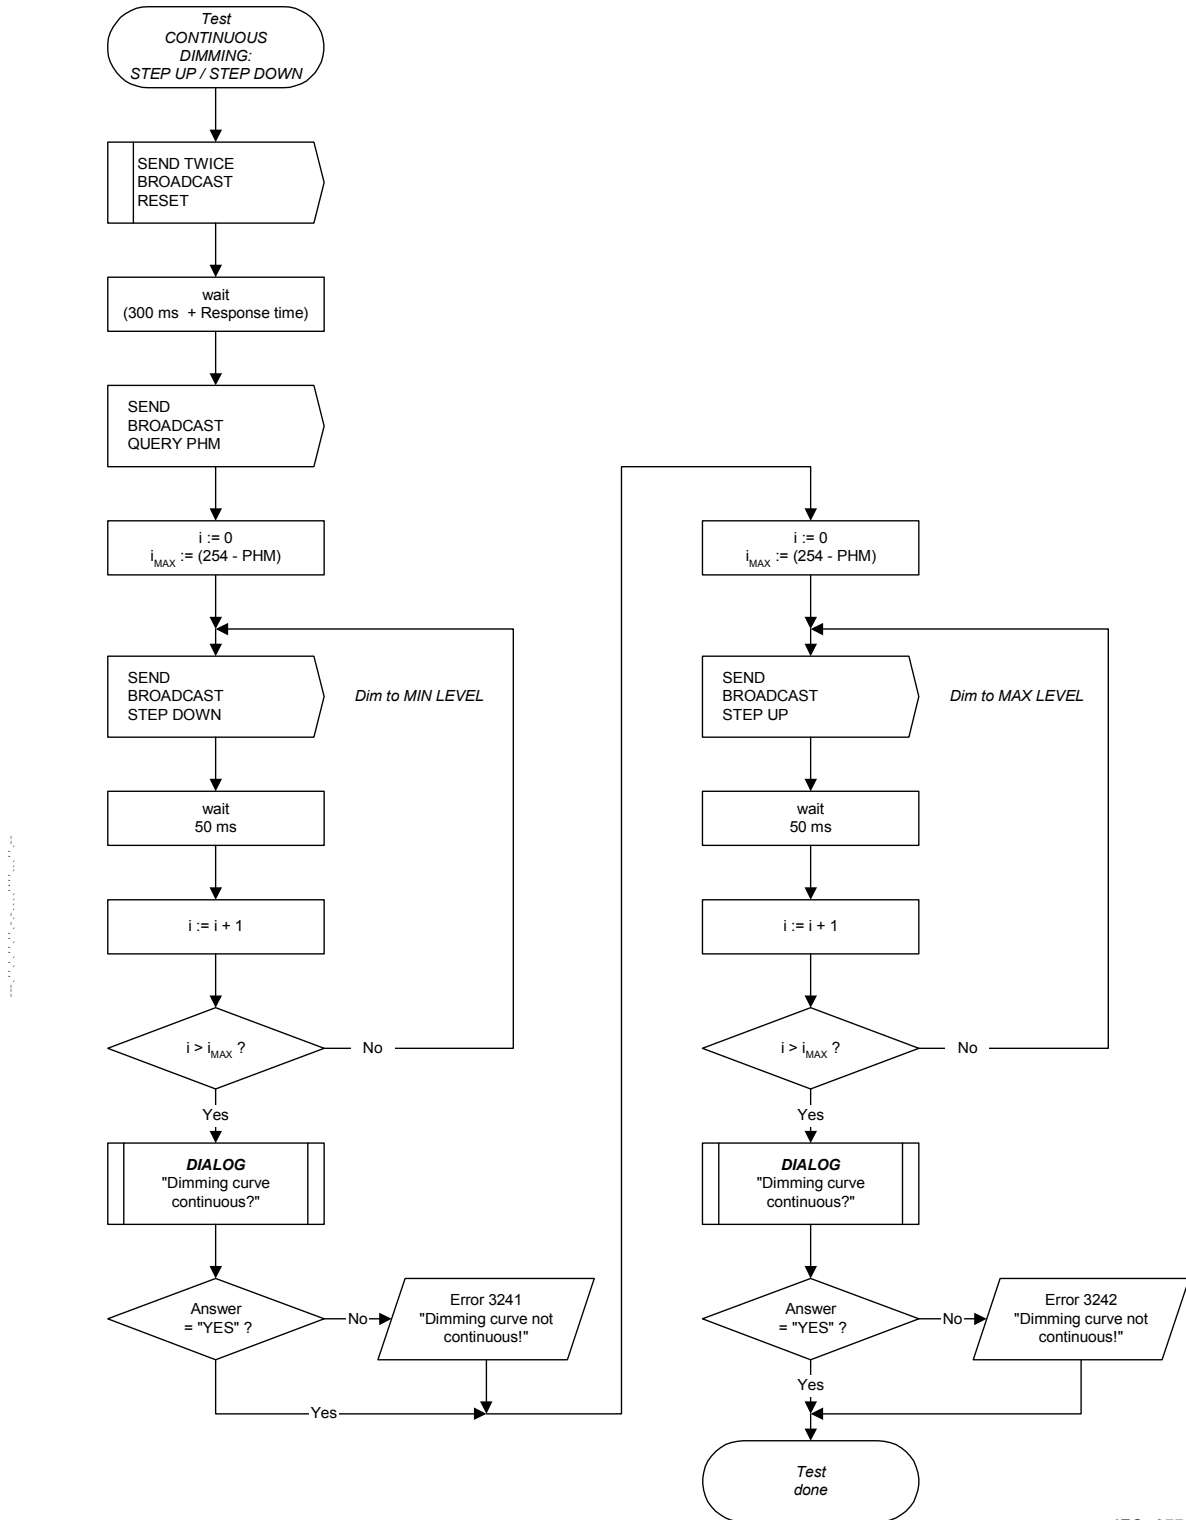 Test
CONTINUOUS
DIMMING:
STEP UP / STEP DOWN
SEND TWICE
BROADCAST
RESET
wait
(300 ms + Response time)
SEND
BROADCAST
QUERY PHM
i := 0
iMAX := (254 - PHM)
SEND
BROADCAST
STEP DOWN
Dim to MIN LEVEL
wait
50 ms
i := i + 1
i > iMAX ?
No
Yes
DIALOG
"Dimming curve
continuous?"
Answer
= "YES" ?
No
Error 3241
"Dimming curve not
continuous!"
Yes
i := 0
iMAX := (254 - PHM)
SEND
BROADCAST
STEP UP
Dim to MAX LEVEL
wait
50 ms
i := i + 1
i > iMAX ?
No
Yes
DIALOG
"Dimming curve
continuous?"
Answer
= "YES" ?
No
Error 3242
"Dimming curve not
continuous!"
Yes
Test
done